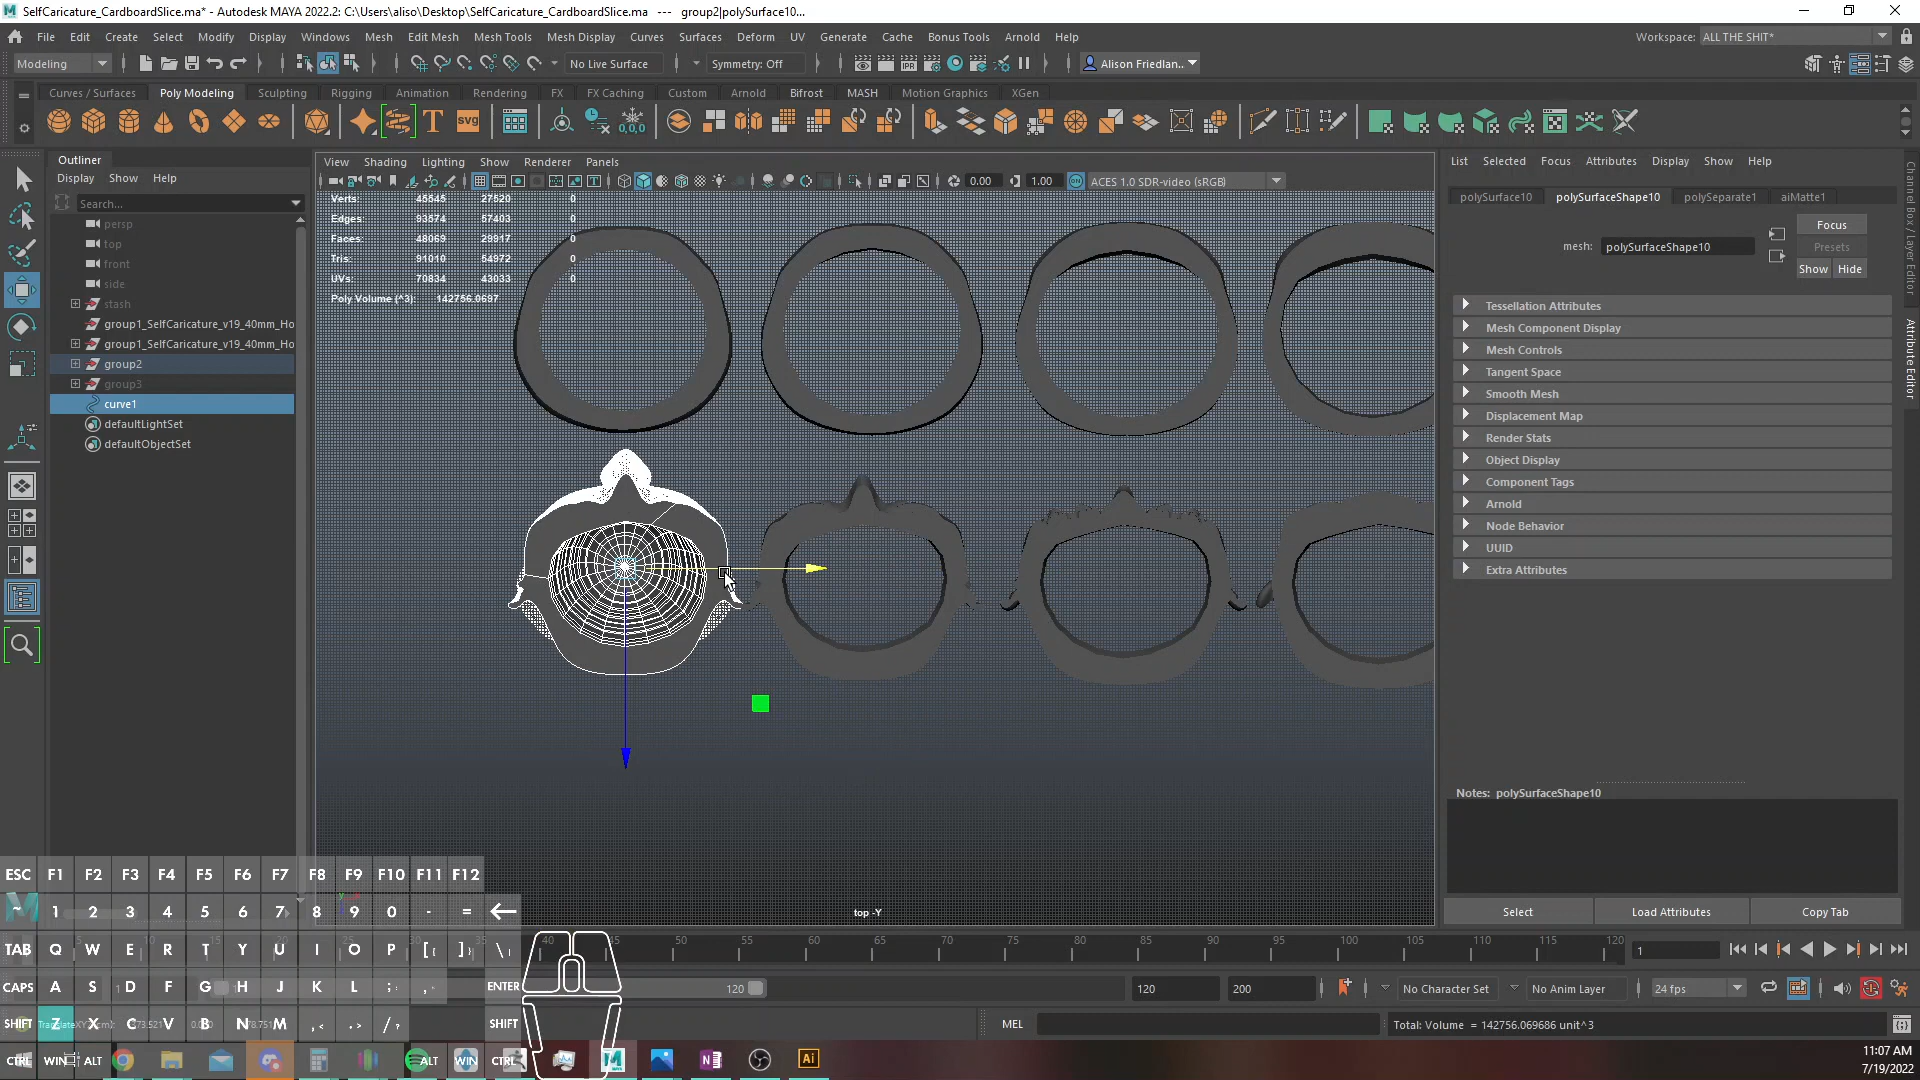 SelfCaricature_CardboardSlice.ma* - Autodesk MAYA 2022.2: C:\Users\aliso\Desktop\SelfCaricature_CardboardSlice.ma   ---   group2|polySurface10...
File Edit Create Select Modify Display Windows Mesh Edit Mesh Mesh Tools Mesh Display Curves Surfaces Deform UV Generate Cache Bonus Tools Arnold Help
Workspace: ALL THE SHIT*
Modeling No Live Surface Symmetry: Off Alison Friedlan..
Curves / Surfaces Poly Modeling Sculpting Rigging Animation Rendering FX FX Caching Custom Arnold Bifrost MASH Motion Graphics XGen
Outliner
Display Show Help
Search...
persp
top
front
side
stash
group1_SelfCaricature_v19_40mm_Ho
group1_SelfCaricature_v19_40mm_Ho
group2
group3
curve1
defaultLightSet
defaultObjectSet
View Shading Lighting Show Renderer Panels
0.00 1.00 ACES 1.0 SDR-video (sRGB)
Verts: 45545 27520 0
Edges: 93574 57403 0
Faces: 48069 29917 0
Tris: 91010 54972 0
UVs: 70834 43033 0
Poly Volume (^3): 142756.0697
top -Y
List Selected Focus Attributes Display Show Help
polySurface10 polySurfaceShape10 polySeparate1 aiMatte1
mesh: polySurfaceShape10
Focus
Presets
Show Hide
Tessellation Attributes
Mesh Component Display
Mesh Controls
Tangent Space
Smooth Mesh
Displacement Map
Render Stats
Object Display
Component Tags
Arnold
Node Behavior
UUID
Extra Attributes
Notes: polySurfaceShape10
Select Load Attributes Copy Tab
Channel Box / Layer Editor
Attribute Editor
ESC F1 F2 F3 F4 F5 F6 F7 F8 F9 F10 F11 F12
~ 1 2 3 4 5 6 7 8 9 0 - =
TAB Q W E R T Y U I O P [{ ]} \|
CAPS A S D F G H J K L ;: ENTER
SHIFT Z X C V B N M ,< .> /? SHIFT
CTRL WIN ALT ALT WIN CTRL
40 45 50 55 60 65 70 75 80 85 90 95 100 105 110 115 120
1
120 120 200 No Character Set No Anim Layer 24 fps
MEL Total: Volume = 142756.069686 unit^3
11:07 AM
7/19/2022